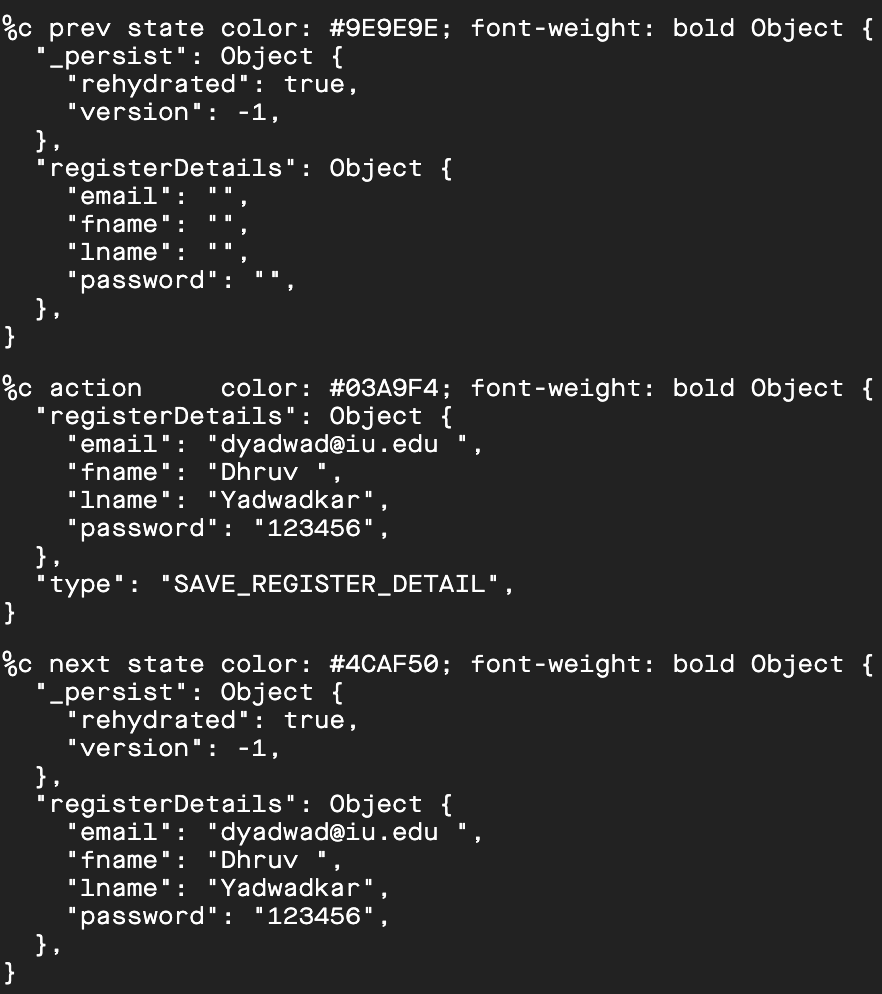 %c prev state color: #9E9E9E; font-weight: bold Object {
  "_persist": Object {
    "rehydrated": true,
    "version": -1,
  },
  "registerDetails": Object {
    "email": "",
    "fname": "",
    "lname": "",
    "password": "",
  },
}
%c action     color: #03A9F4; font-weight: bold Object {
  "registerDetails": Object {
    "email": "dyadwad@iu.edu ",
    "fname": "Dhruv ",
    "lname": "Yadwadkar",
    "password": "123456",
  },
  "type": "SAVE_REGISTER_DETAIL",
}
%c next state color: #4CAF50; font-weight: bold Object {
  "_persist": Object {
    "rehydrated": true,
    "version": -1,
  },
  "registerDetails": Object {
    "email": "dyadwad@iu.edu ",
    "fname": "Dhruv ",
    "lname": "Yadwadkar",
    "password": "123456",
  },
}